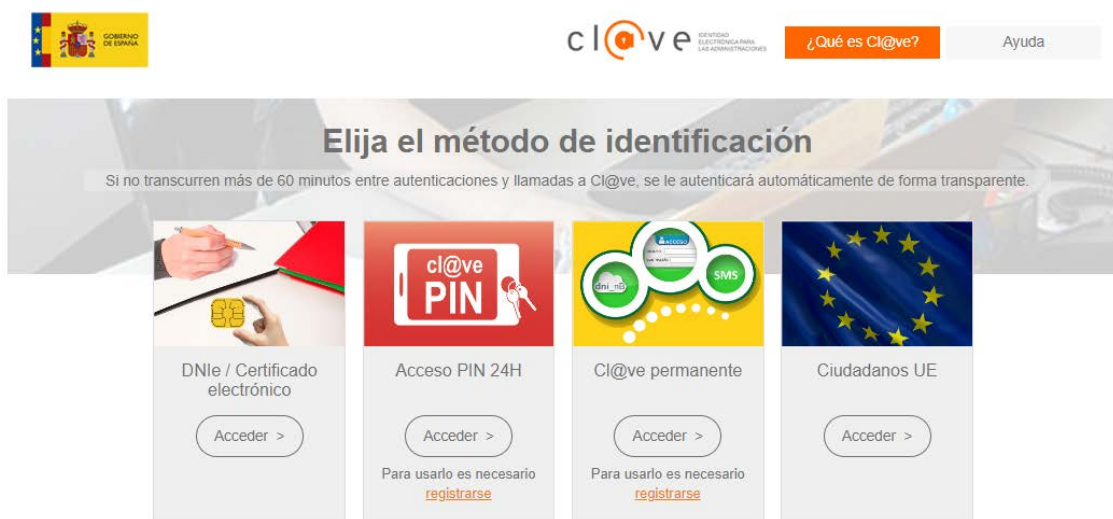 GOBIERNO
DE ESPAÑA
cl@ve
IDENTIDAD
ELECTRÓNICA PARA
LAS ADMINISTRACIONES
¿Qué es Cl@ve?
Ayuda
Elija el método de identificación
Si no transcurren más de 60 minutos entre autenticaciones y llamadas a Cl@ve, se le autenticará automáticamente de forma transparente.
cl@ve
PIN
ACCESO
dni_nB
SMS
DNIe / Certificado
electrónico
Acceso PIN 24H
Cl@ve permanente
Ciudadanos UE
Acceder >
Acceder >
Acceder >
Acceder >
Para usarlo es necesario
registrarse
Para usarlo es necesario
registrarse